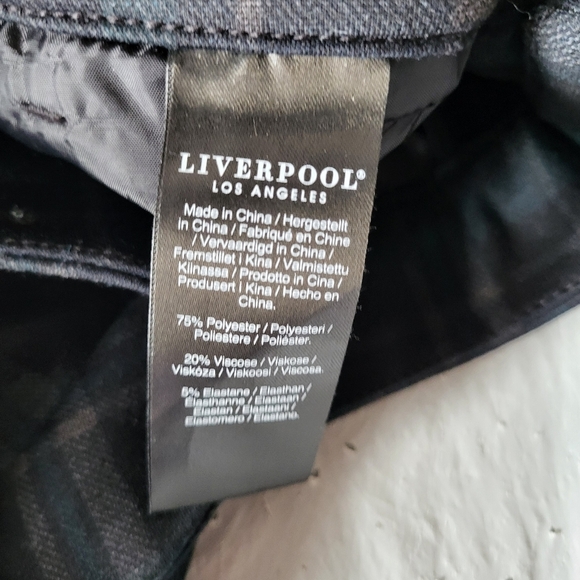 LIVERPOOL®
LOS ANGELES
Made in China / Hergestellt
in China / Fabriqué en Chine
/ Vervaardigd in China /
Fremstillet i Kina / Valmistettu
Kiinassa / Prodotto in Cina /
Produsert i Kina / Hecho en
China.
75% Polyester / Polyesteri /
Poliestere / Poliéster.
20% Viscose / Viskose /
Viskóza / Viskoosi / Viscosa.
5% Elastane / Elasthan /
Élasthanne / Elastaan /
Elastan / Elastaani /
Elastomero / Elastano.